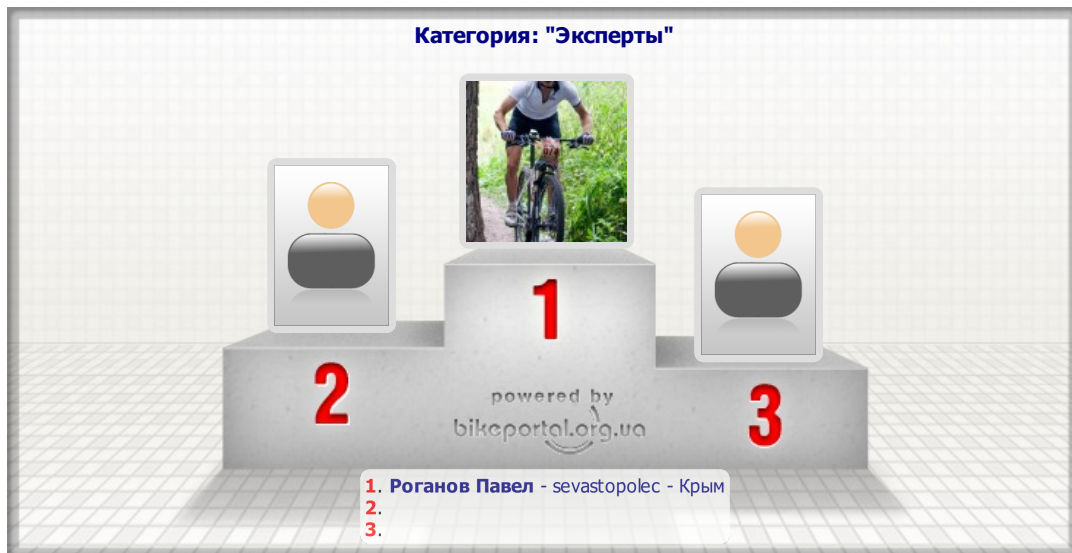 Категория: "Эксперты"
1
2
3
powered by
bikeportal.org.ua
1. Роганов Павел - sevastopolec - Крым
2.
3.